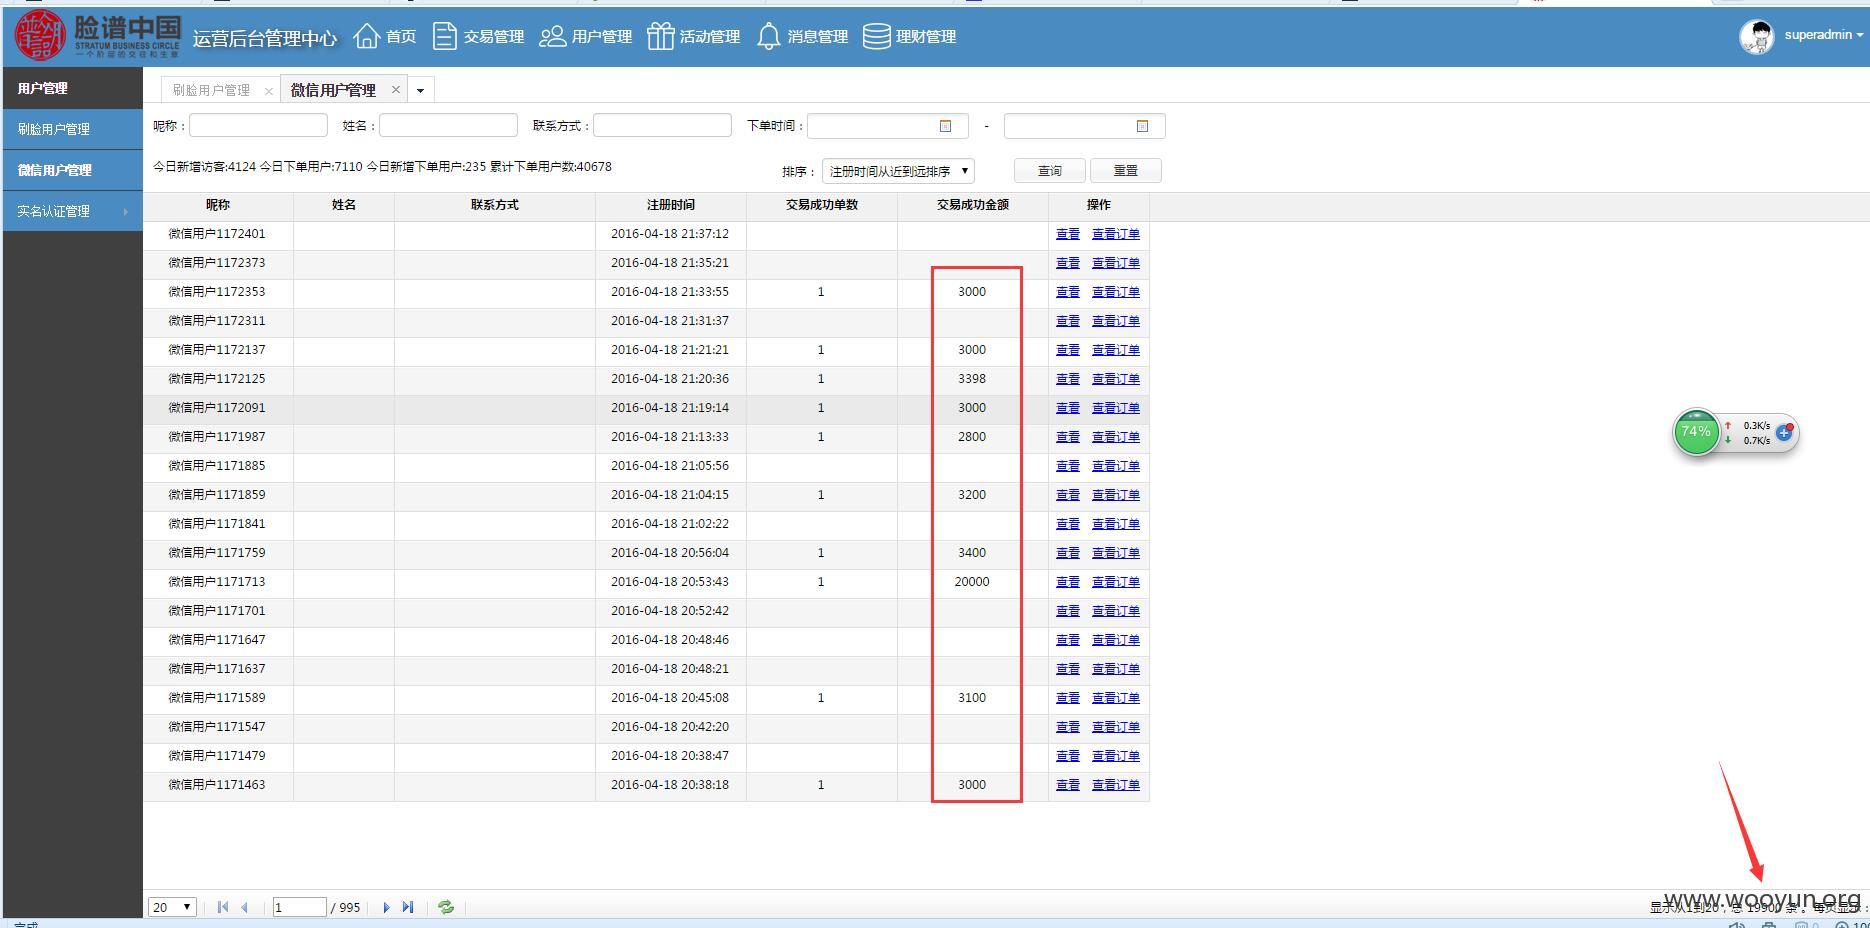 脸谱中国
STRATUM BUSINESS CIRCLE
一个阶层的交往和生意
运营后台管理中心 首页 交易管理 用户管理 活动管理 消息管理 理财管理
superadmin
用户管理
刷脸用户管理
微信用户管理
实名认证管理
刷脸用户管理 × 微信用户管理 ×
昵称： 姓名： 联系方式： 下单时间： -
今日新增访客:4124 今日下单用户:7110 今日新增下单用户:235 累计下单用户数:40678
排序： 注册时间从近到远排序 查询 重置
昵称 姓名 联系方式 注册时间 交易成功单数 交易成功金额 操作
微信用户1172401 2016-04-18 21:37:12 查看 查看订单
微信用户1172373 2016-04-18 21:35:21 查看 查看订单
微信用户1172353 2016-04-18 21:33:55 1 3000 查看 查看订单
微信用户1172311 2016-04-18 21:31:37 查看 查看订单
微信用户1172137 2016-04-18 21:21:21 1 3000 查看 查看订单
微信用户1172125 2016-04-18 21:20:36 1 3398 查看 查看订单
微信用户1172091 2016-04-18 21:19:14 1 3000 查看 查看订单
微信用户1171987 2016-04-18 21:13:33 1 2800 查看 查看订单
微信用户1171885 2016-04-18 21:05:56 查看 查看订单
微信用户1171859 2016-04-18 21:04:15 1 3200 查看 查看订单
微信用户1171841 2016-04-18 21:02:22 查看 查看订单
微信用户1171759 2016-04-18 20:56:04 1 3400 查看 查看订单
微信用户1171713 2016-04-18 20:53:43 1 20000 查看 查看订单
微信用户1171701 2016-04-18 20:52:42 查看 查看订单
微信用户1171647 2016-04-18 20:48:46 查看 查看订单
微信用户1171637 2016-04-18 20:48:21 查看 查看订单
微信用户1171589 2016-04-18 20:45:08 1 3100 查看 查看订单
微信用户1171547 2016-04-18 20:42:20 查看 查看订单
微信用户1171479 2016-04-18 20:38:47 查看 查看订单
微信用户1171463 2016-04-18 20:38:18 1 3000 查看 查看订单
74% 0.3K/s
0.7K/s
20 1 / 995
显示从1到20，总 19900 条 。每页显示：
www.wooyun.org
完成